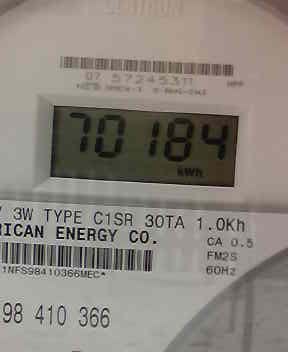 07 57245311
70184
kWh
V 3W TYPE C1SR 30TA 1.0Kh
RICAN ENERGY CO.
CA 0.5
FM2S
60Hz
1NFS98410366MEC*
98 410 366